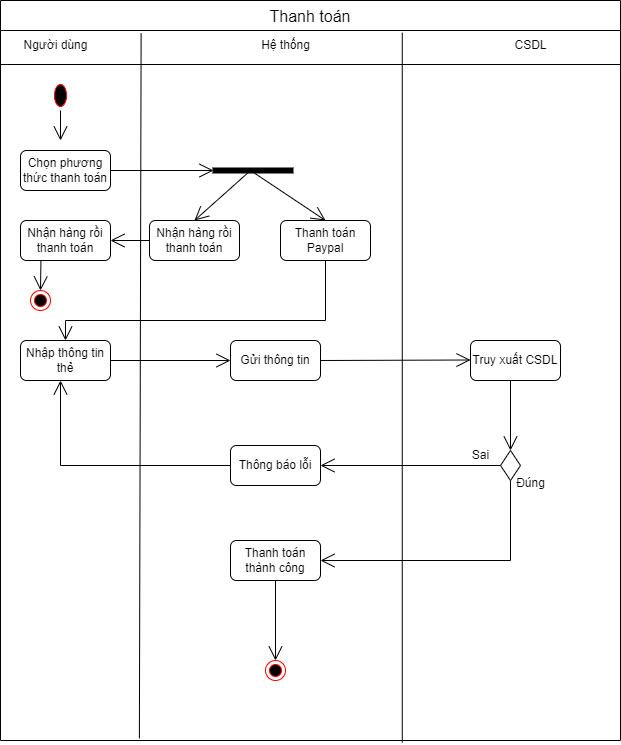 Thanh toán
Người dùng
Hệ thống
CSDL
Chọn phương
thức thanh toán
Nhận hàng rồi
thanh toán
Nhận hàng rồi
thanh toán
Thanh toán
Paypal
Nhập thông tin
thẻ
Gửi thông tin
Truy xuất CSDL
Thông báo lỗi
Sai
Đúng
Thanh toán
thành công